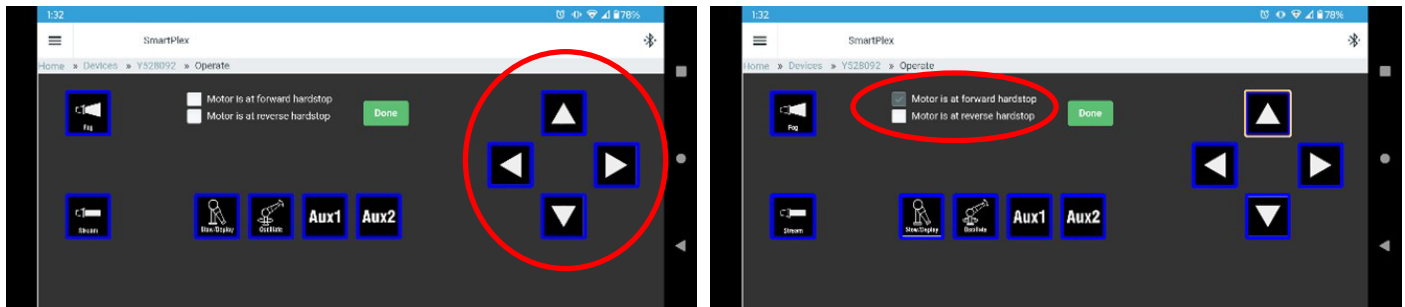 1:32
78%
SmartPlex
Home » Devices » YS28092 » Operate
Motor is at forward hardstop
Motor is at reverse hardstop
Done
Fog
Stream
Stow/Deploy
Oscillate
Aux1
Aux2
1:32
78%
SmartPlex
Home » Devices » YS28092 » Operate
Motor is at forward hardstop
Motor is at reverse hardstop
Done
Fog
Stream
Stow/Deploy
Oscillate
Aux1
Aux2